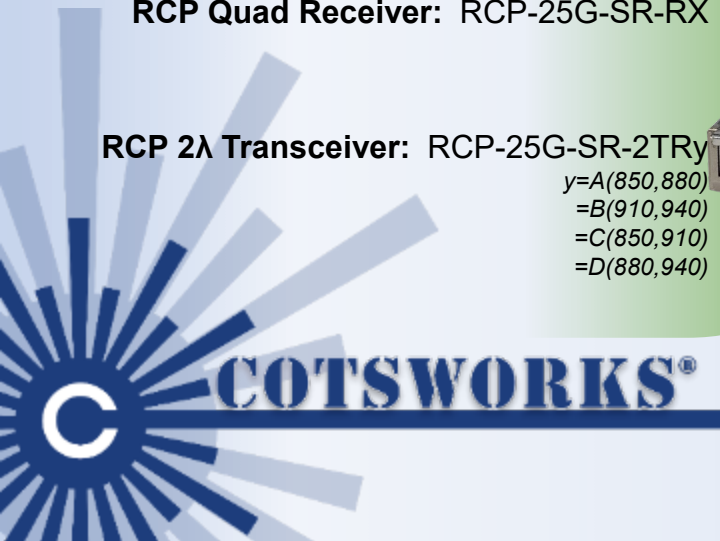 RCP Quad Receiver: RCP-25G-SR-RX
RCP 2λ Transceiver: RCP-25G-SR-2TRy
y=A(850,880)
=B(910,940)
=C(850,910)
=D(880,940)
C COTSWORKS®